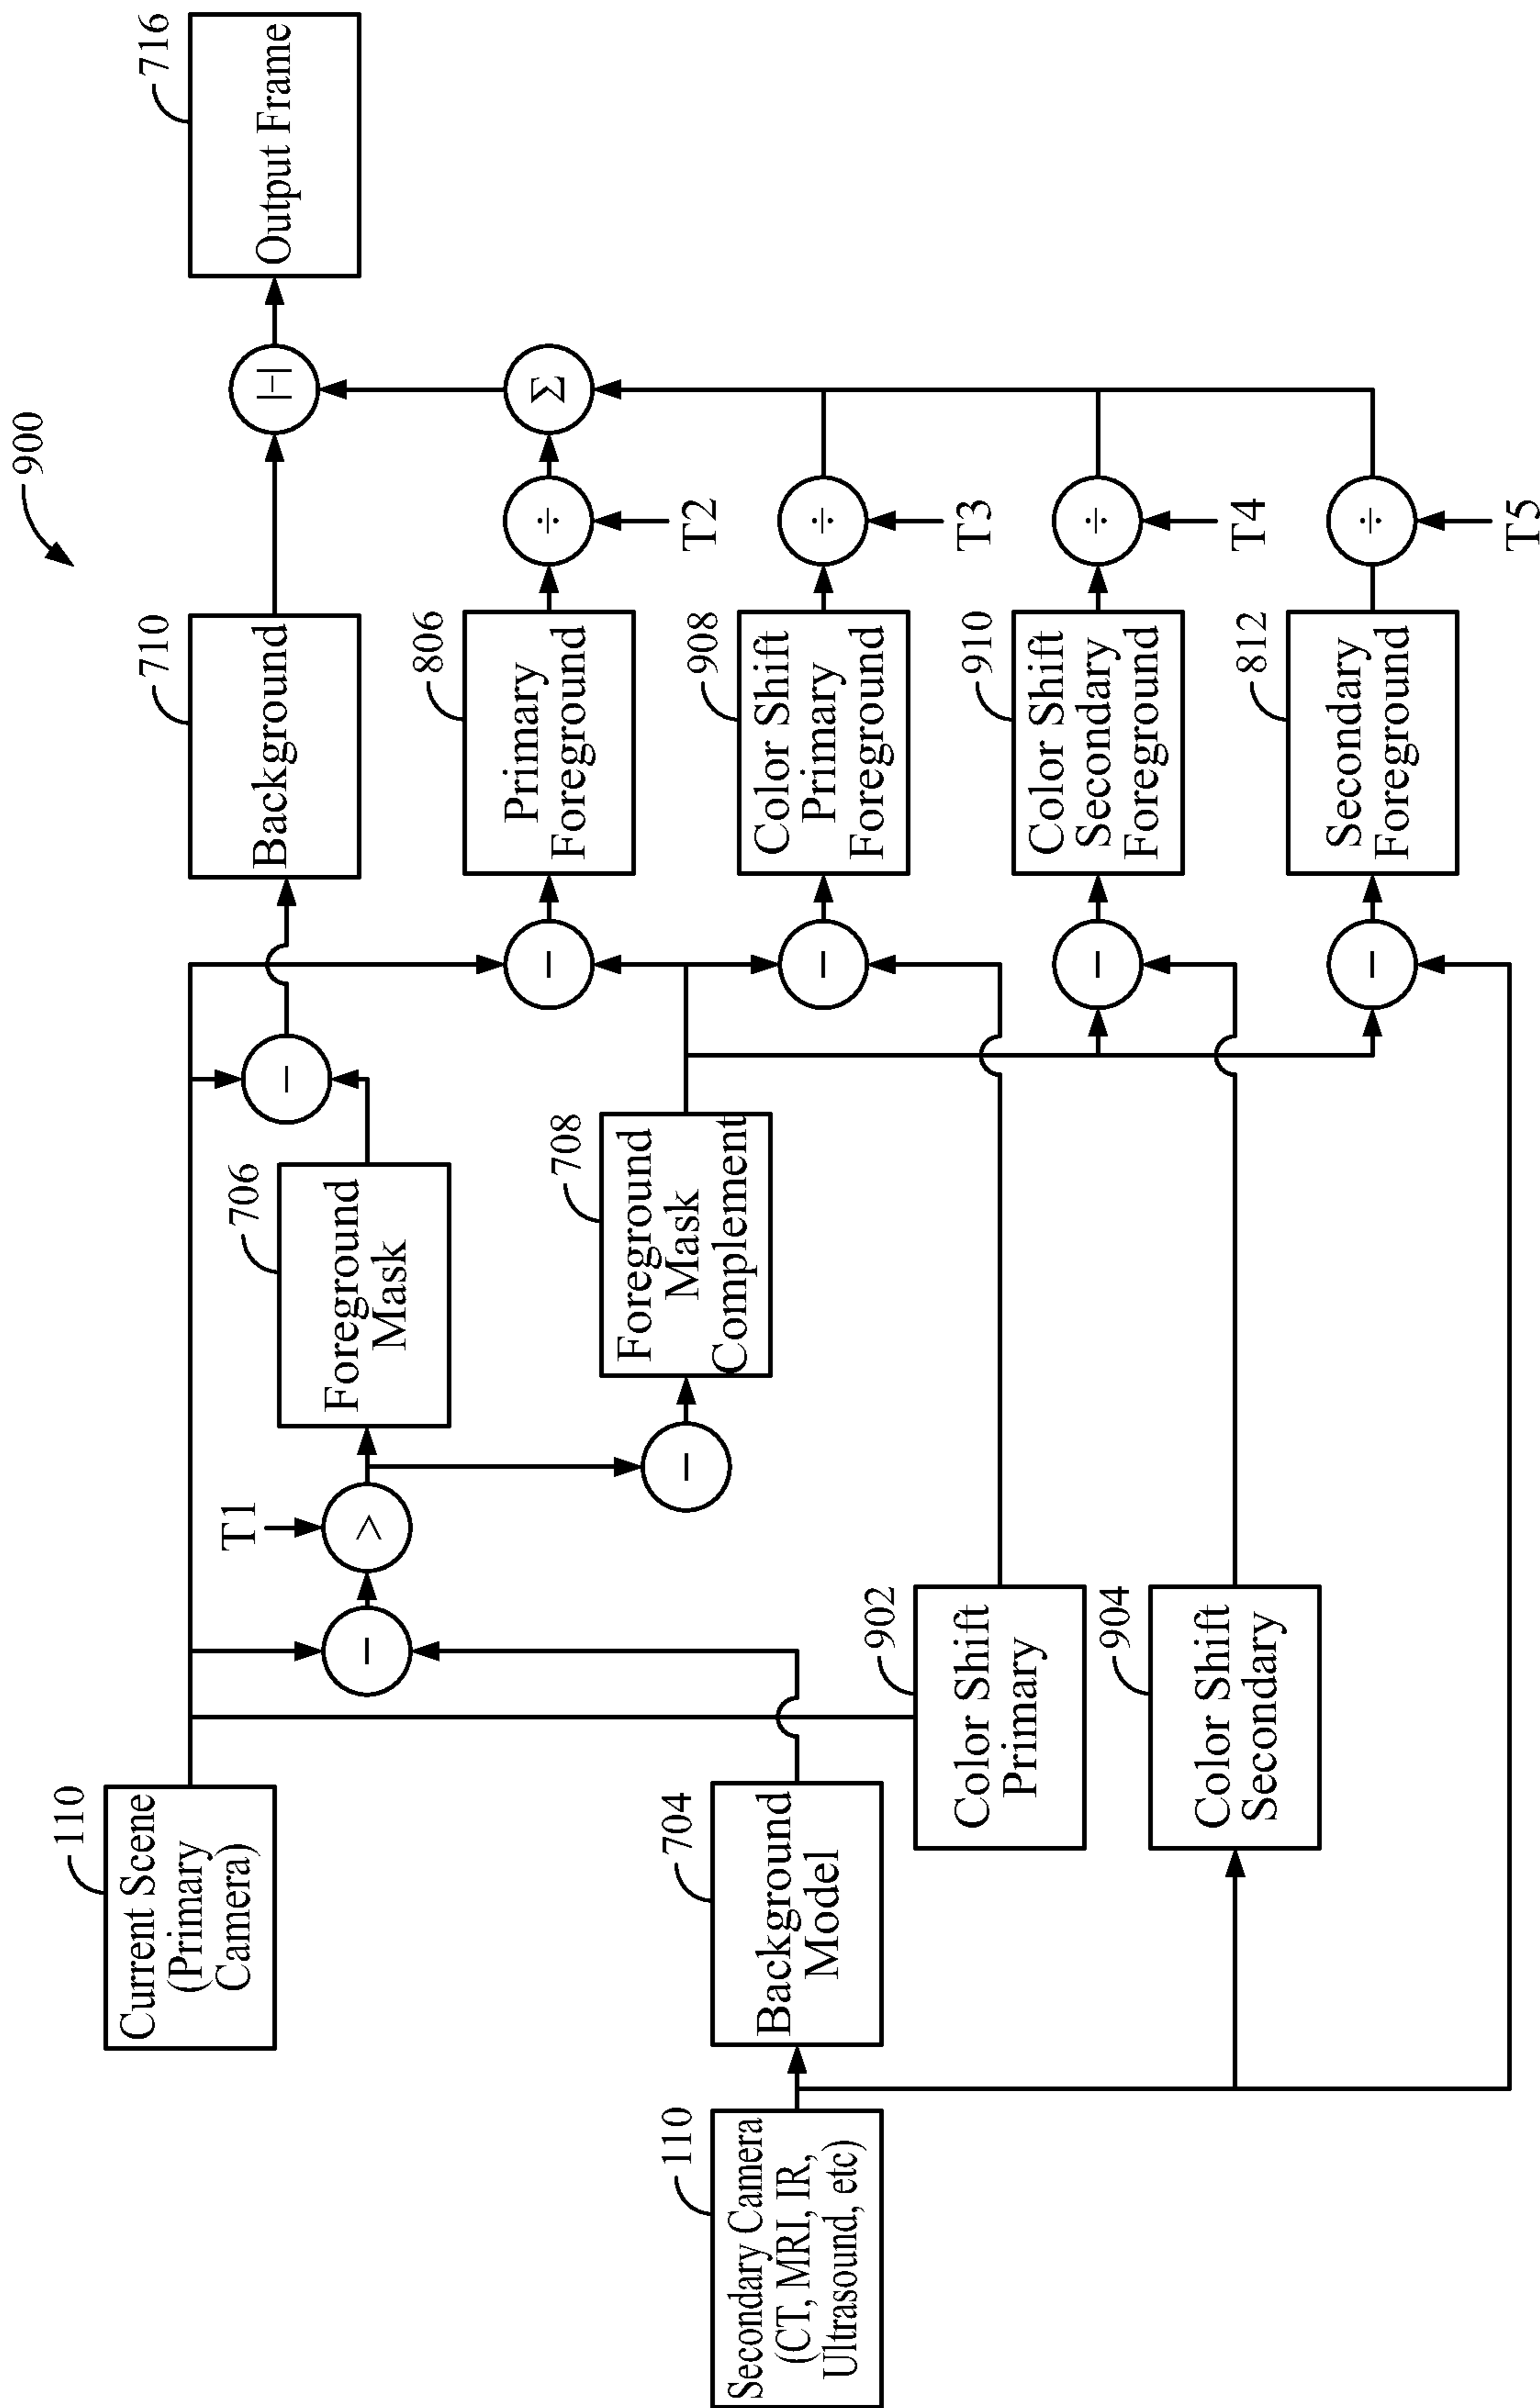 900
110
Current Scene
(Primary
Camera)
110
Secondary Camera
(CT, MRI, IR,
Ultrasound, etc)
704
Background
Model
902
Color Shift
Primary
904
Color Shift
Secondary
−
T1
>
706
Foreground
Mask
−
708
Foreground
Mask
Complement
−
−
−
−
−
710
Background
806
Primary
Foreground
908
Color Shift
Primary
Foreground
910
Color Shift
Secondary
Foreground
812
Secondary
Foreground
÷
T2
÷
T3
÷
T4
÷
T5
|−|
Σ
716
Output Frame